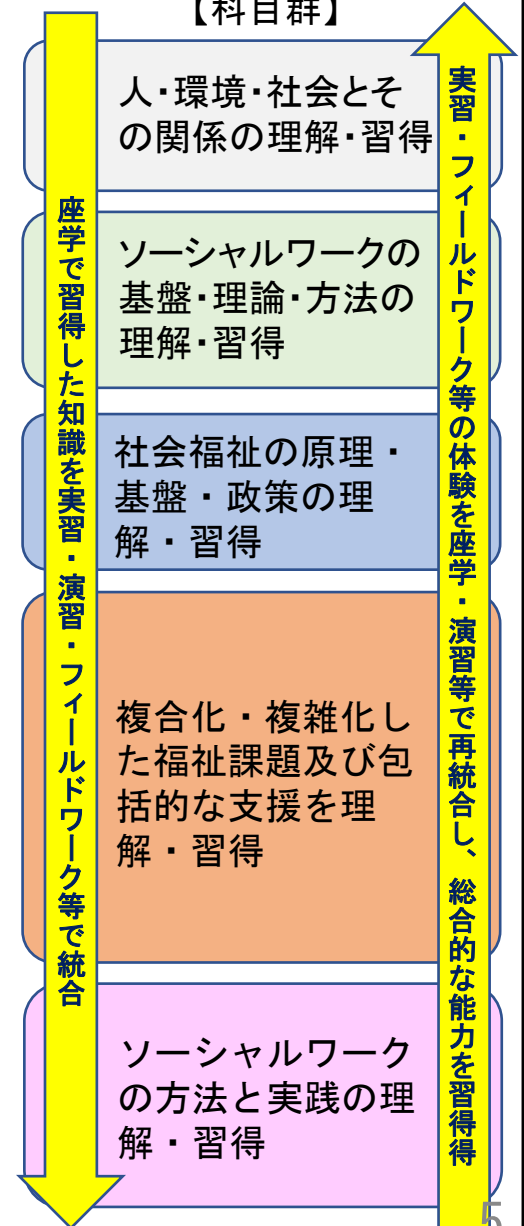 【科目群】
人・環境・社会とそ
の関係の理解・習得
ソーシャルワークの
基盤・理論・方法の
理解・習得
社会福祉の原理・
基盤・政策の理
解・習得
複合化・複雑化し
た福祉課題及び包
括的な支援を理
解・習得
ソーシャルワーク
の方法と実践の理
解・習得
座学で習得した知識を実習・演習・フィールドワーク等で統合
実習・フィールドワーク等の体験を座学・演習等で再統合し、総合的な能力を習得得
5